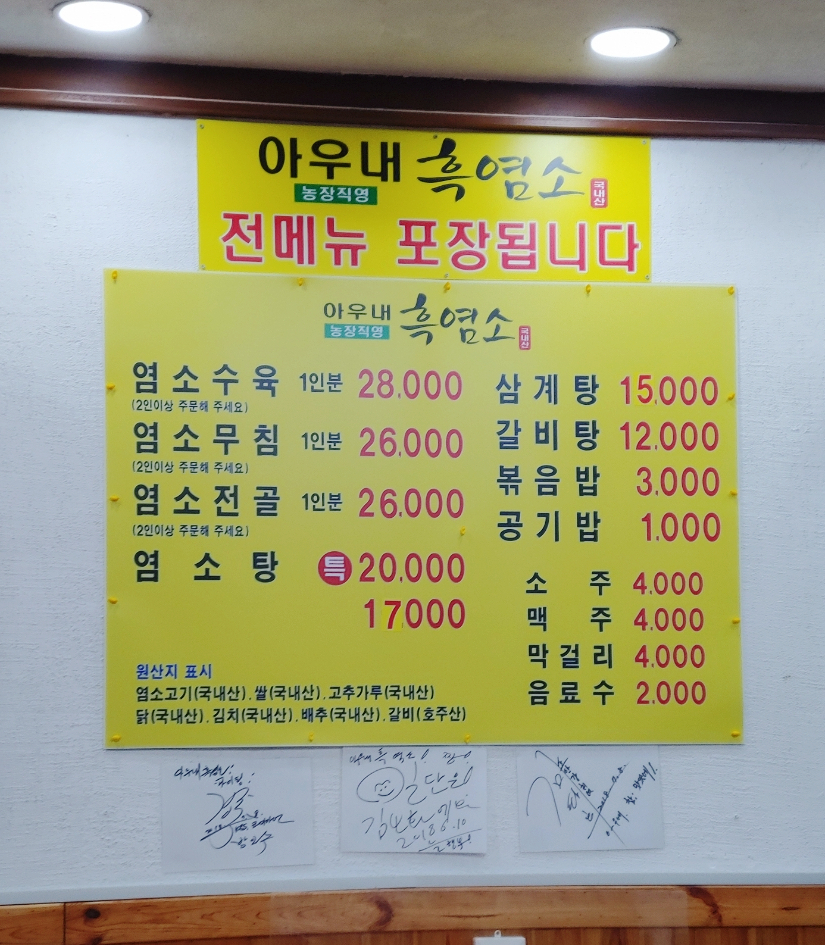 아우내 흑염소 국내산
농장직영
전메뉴 포장됩니다
아우내 흑염소 국내산
농장직영
염소수육 1인분 28.000
(2인이상 주문해 주세요)
염소무침 1인분 26.000
(2인이상 주문해 주세요)
염소전골 1인분 26.000
(2인이상 주문해 주세요)
염소탕 특 20.000
17.000
삼계탕 15.000
갈비탕 12.000
볶음밥 3.000
공기밥 1.000
소주 4.000
맥주 4.000
막걸리 4.000
음료수 2.000
원산지 표시
염소고기(국내산). 쌀(국내산). 고추가루(국내산)
닭(국내산). 김치(국내산). 배추(국내산). 갈비(호주산)